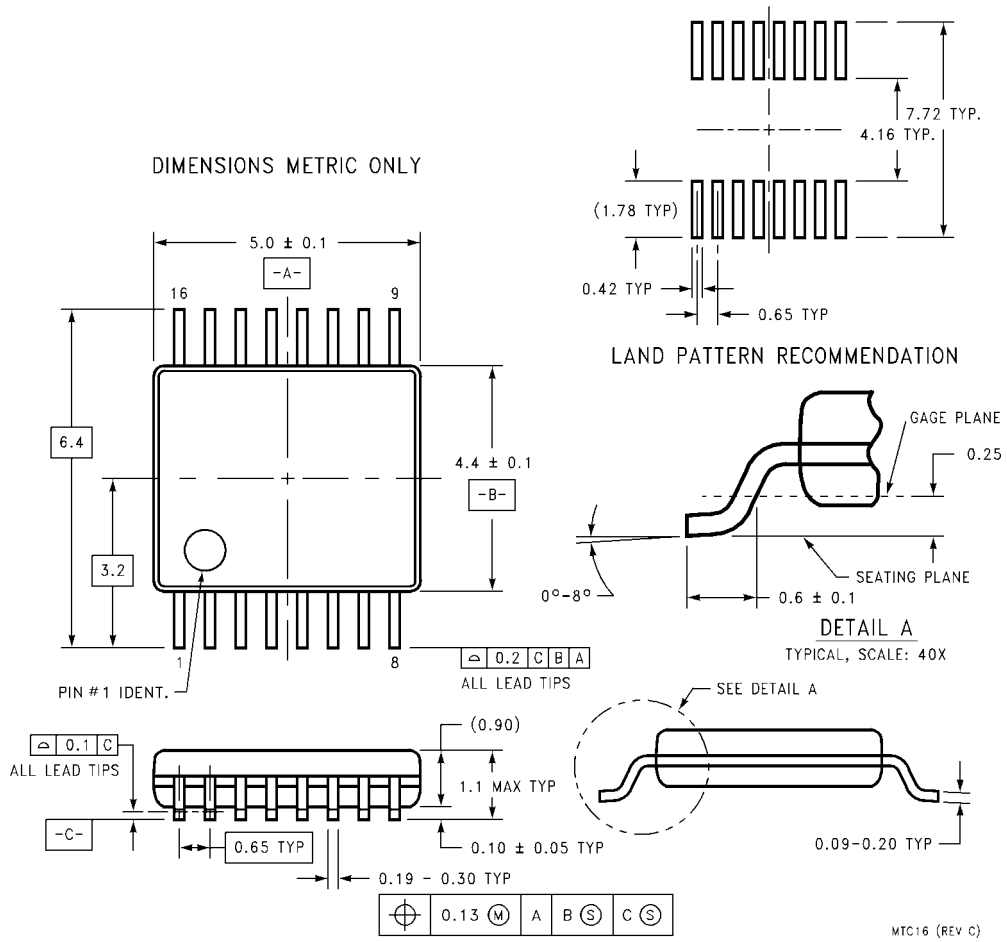 7.72 TYP.
4.16 TYP.
DIMENSIONS METRIC ONLY
(1.78 TYP)
5.0 ± 0.1
-A-
0.42 TYP
0.65 TYP
16
9
LAND PATTERN RECOMMENDATION
GAGE PLANE
6.4
4.4 ± 0.1
0.25
-B-
3.2
SEATING PLANE
0°-8°
0.6 ± 0.1
DETAIL A
TYPICAL, SCALE: 40X
1
8
⌓ 0.2 C B A
ALL LEAD TIPS
PIN #1 IDENT.
SEE DETAIL A
(0.90)
⌓ 0.1 C
ALL LEAD TIPS
1.1 MAX TYP
-C-
0.65 TYP
0.10 ± 0.05 TYP
0.09-0.20 TYP
0.19 - 0.30 TYP
⌖ 0.13 Ⓜ A B Ⓢ C Ⓢ
MTC16 (REV C)